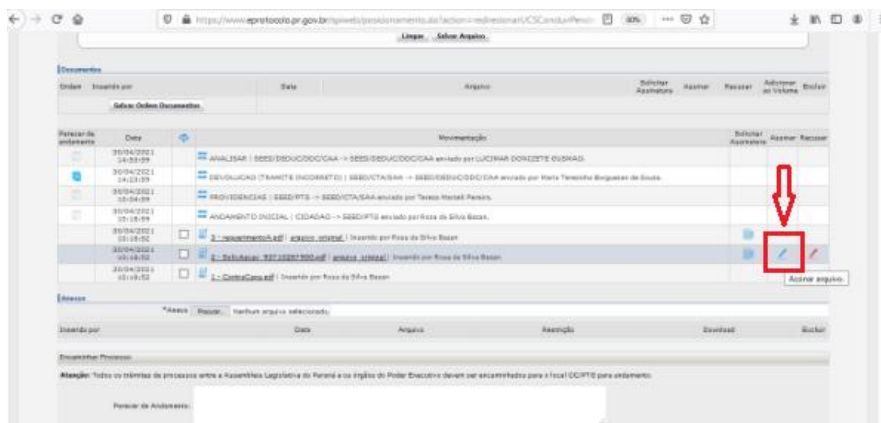 https://www.eprotocolo.pr.gov.br/spiweb/posicionamento.do?action=redirecionar 80%
Limpar Salvar Arquivo
Documentos
Ordem Inserido por Data Arquivo Solicitar Assinatura Assinar Recusar Adicionar ao Volume Excluir
Salvar Ordem Documentos
Parecer de andamento Data Movimentação Solicitar Assinatura Assinar Recusar
30/04/2021
ANALISAR | SEED/DEDUC/DDC/CAA -> SEED/DEDUC/DDC/CAA enviado por LUCIMAR DONIZETE GUSMAO.
30/04/2021
DEVOLUCAO (TRAMITE INCORRETO) | SEED/CTA/SAA -> SEED/DEDUC/DDC/CAA enviado por Maria Terezinha de Souza.
30/04/2021
PROVIDENCIAS | SEED/PTG -> SEED/CTA/SAA enviado por Tereza Pereira.
30/04/2021
ANDAMENTO INICIAL | CIDADAO -> SEED/PTG enviado por Rosa da Silva Bazan.
30/04/2021
3 - requerimentoA.pdf | arquivo original | Inserido por Rosa da Silva Bazan
30/04/2021
arquivo original | Inserido por Rosa da Silva Bazan
30/04/2021
1 - ContraCapa.pdf | Inserido por Rosa da Silva Bazan
Assinar arquivo.
Anexos
*Anexo Procurar... Nenhum arquivo selecionado.
Inserido por Data Arquivo Restrição Download Excluir
Encaminhar Processo
Atenção: Todos os trâmites de processos entre a Assembleia Legislativa do Paraná e os órgãos do Poder Executivo devem ser encaminhados para o local CC/PTG para andamento.
Parecer de Andamento: